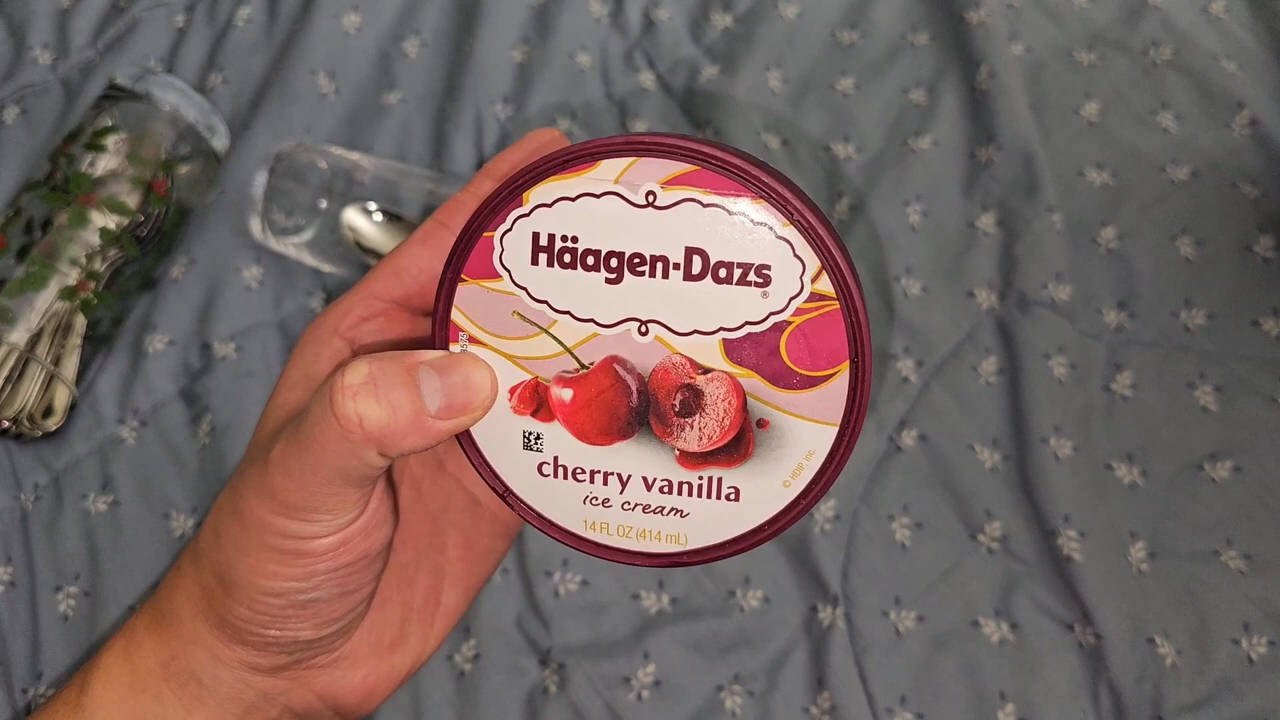 Häagen-Dazs®
cherry vanilla
ice cream
14 FL OZ (414 mL)
© HDIP, Inc.